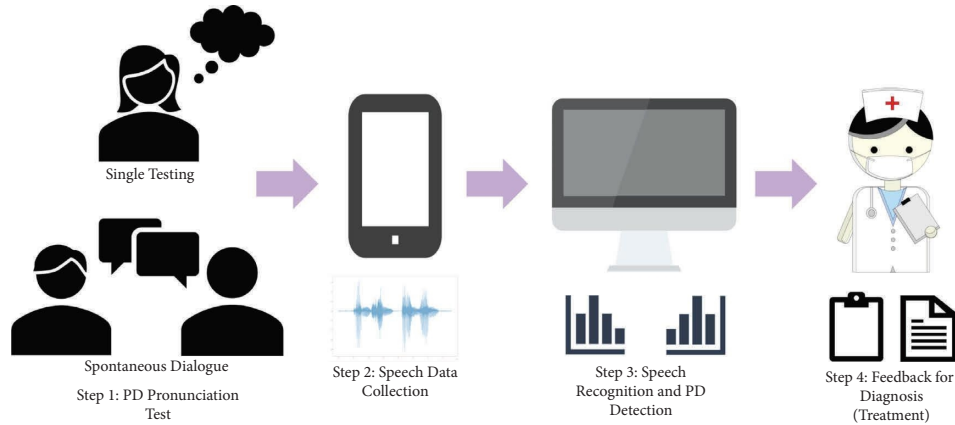 Single Testing
Spontaneous Dialogue
Step 1: PD Pronunciation
Test
Step 2: Speech Data
Collection
Step 3: Speech
Recognition and PD
Detection
Step 4: Feedback for
Diagnosis
(Treatment)